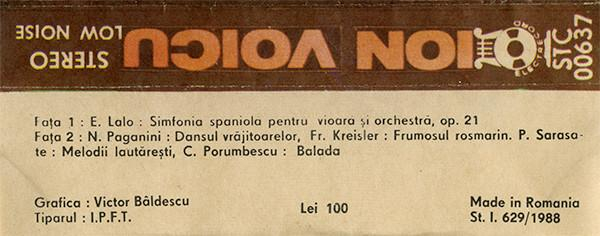 STEREO
LOW NOISE
ION VOICU
ELECTRECORD
STC
00637
Fața 1 : E. Lalo : Simfonia spaniola pentru vioara și orchestră, op. 21
Fața 2 : N. Paganini : Dansul vrăjitoarelor, Fr. Kreisler : Frumosul rosmarin. P. Sarasa-
te : Melodii lautărești, C. Porumbescu : Balada
Grafica : Victor Bâldescu
Tiparul : I.P.F.T.
Lei 100
Made in Romania
St. I. 629/1988